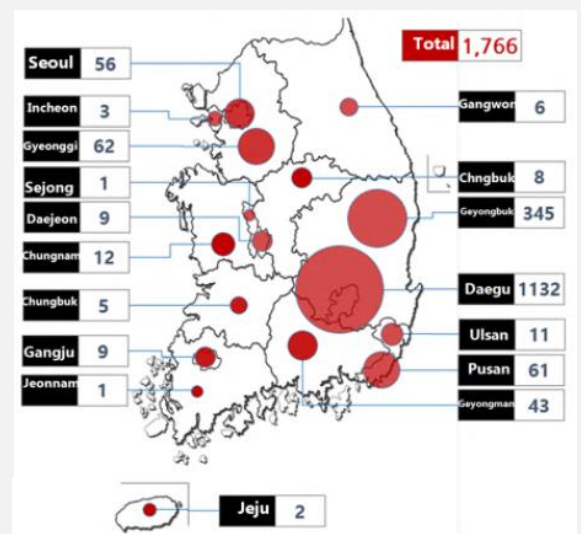 Total 1,766
Seoul 56
Incheon 3
Gyeonggi 62
Sejong 1
Daejeon 9
Chungnam 12
Chungbuk 5
Gangju 9
Jeonnam 1
Gangwon 6
Chngbuk 8
Geyongbuk 345
Daegu 1132
Ulsan 11
Pusan 61
Geyongman 43
Jeju 2